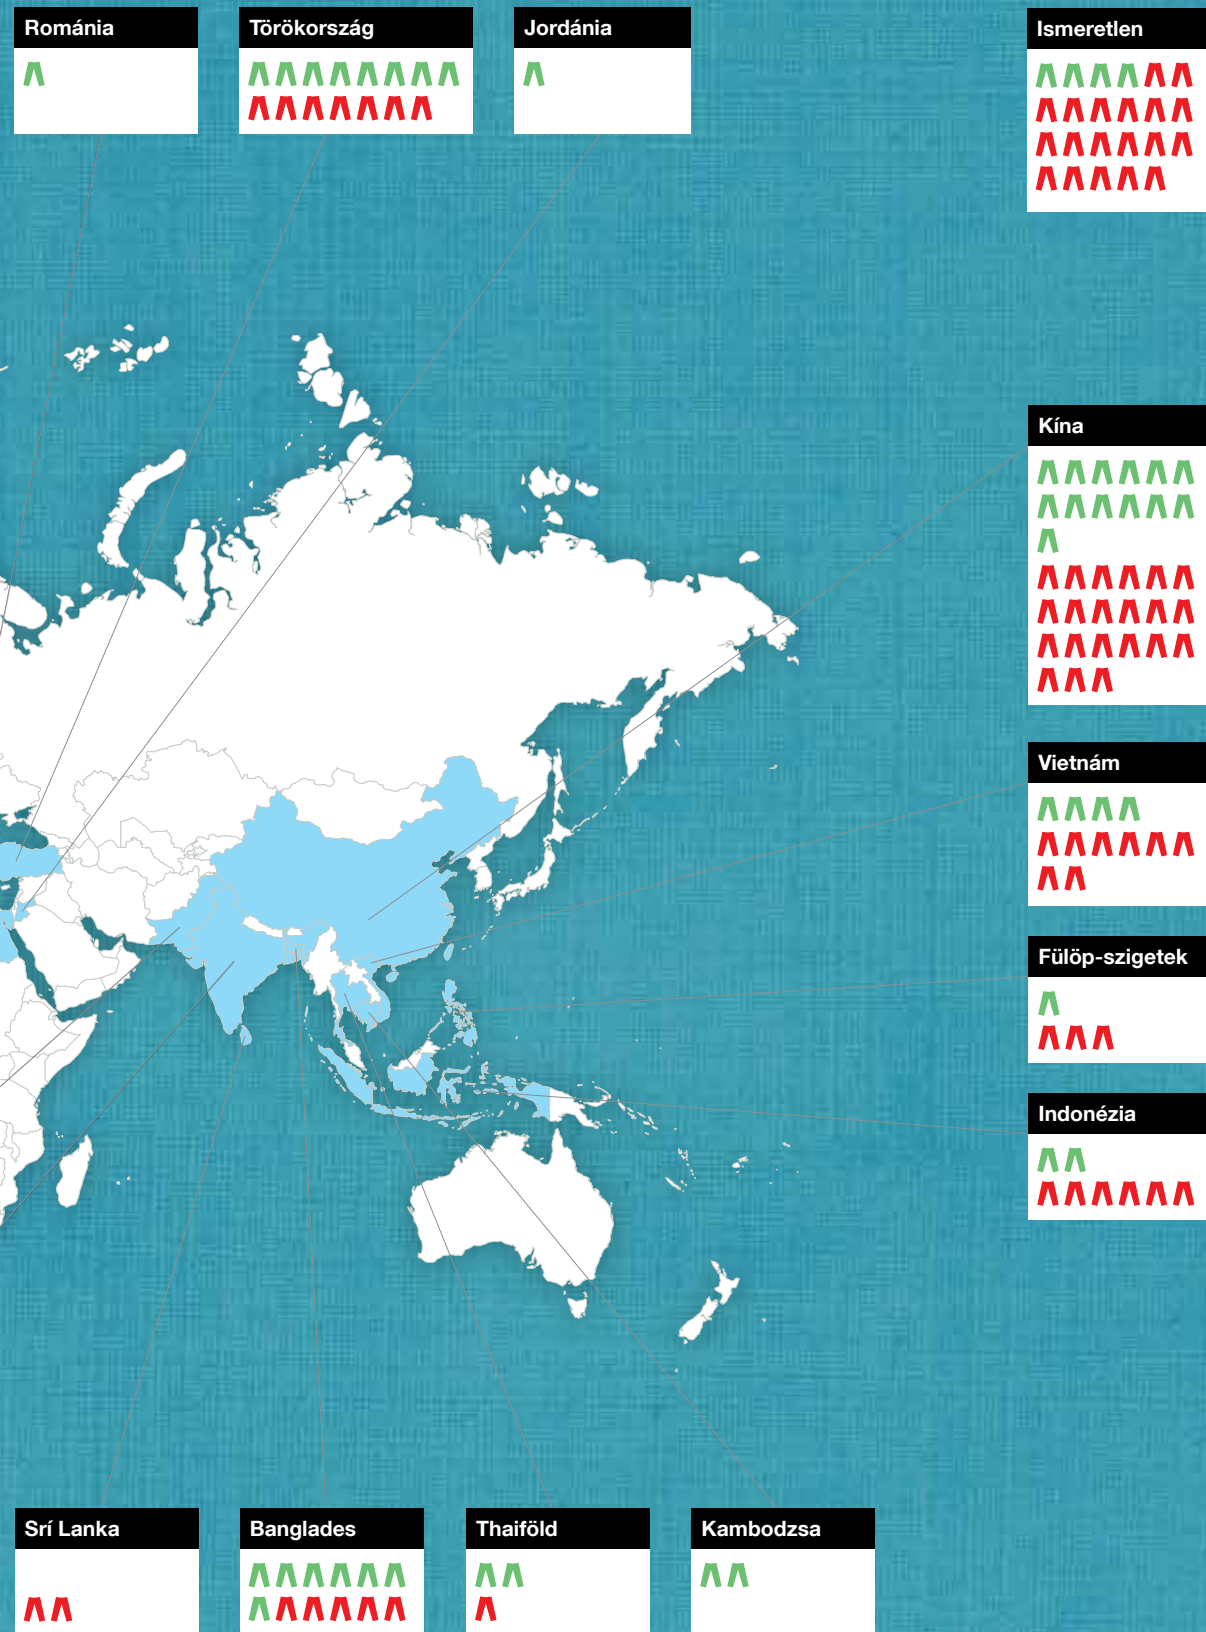 Románia
Törökország
Jordánia
Ismeretlen
Kína
Vietnám
Fülöp-szigetek
Indonézia
Srí Lanka
Banglades
Thaiföld
Kambodzsa